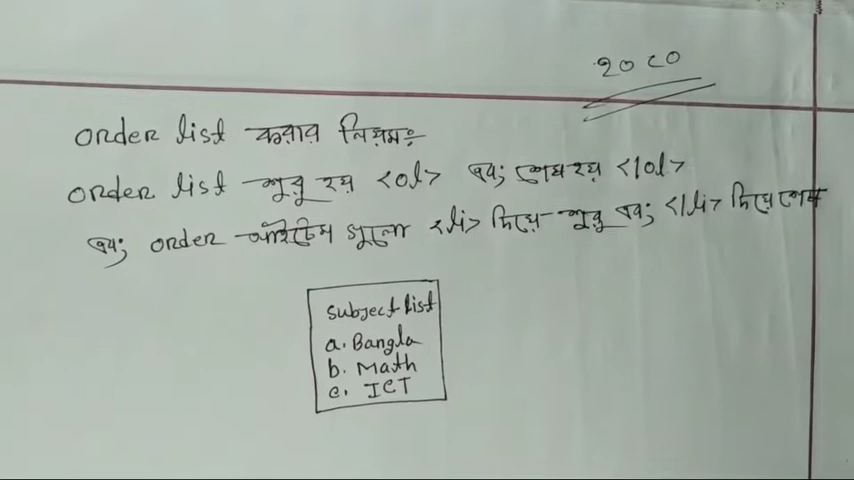 ২০৫০
order list করার নিয়মঃ
order list শুরু হয় <ol> এবং শেষ হয় </ol>
এবং order আইটেম গুলো <li> দিয়ে শুরু এবং </li> দিয়ে শেষ
Subject list
a. Bangla
b. Math
c. ICT